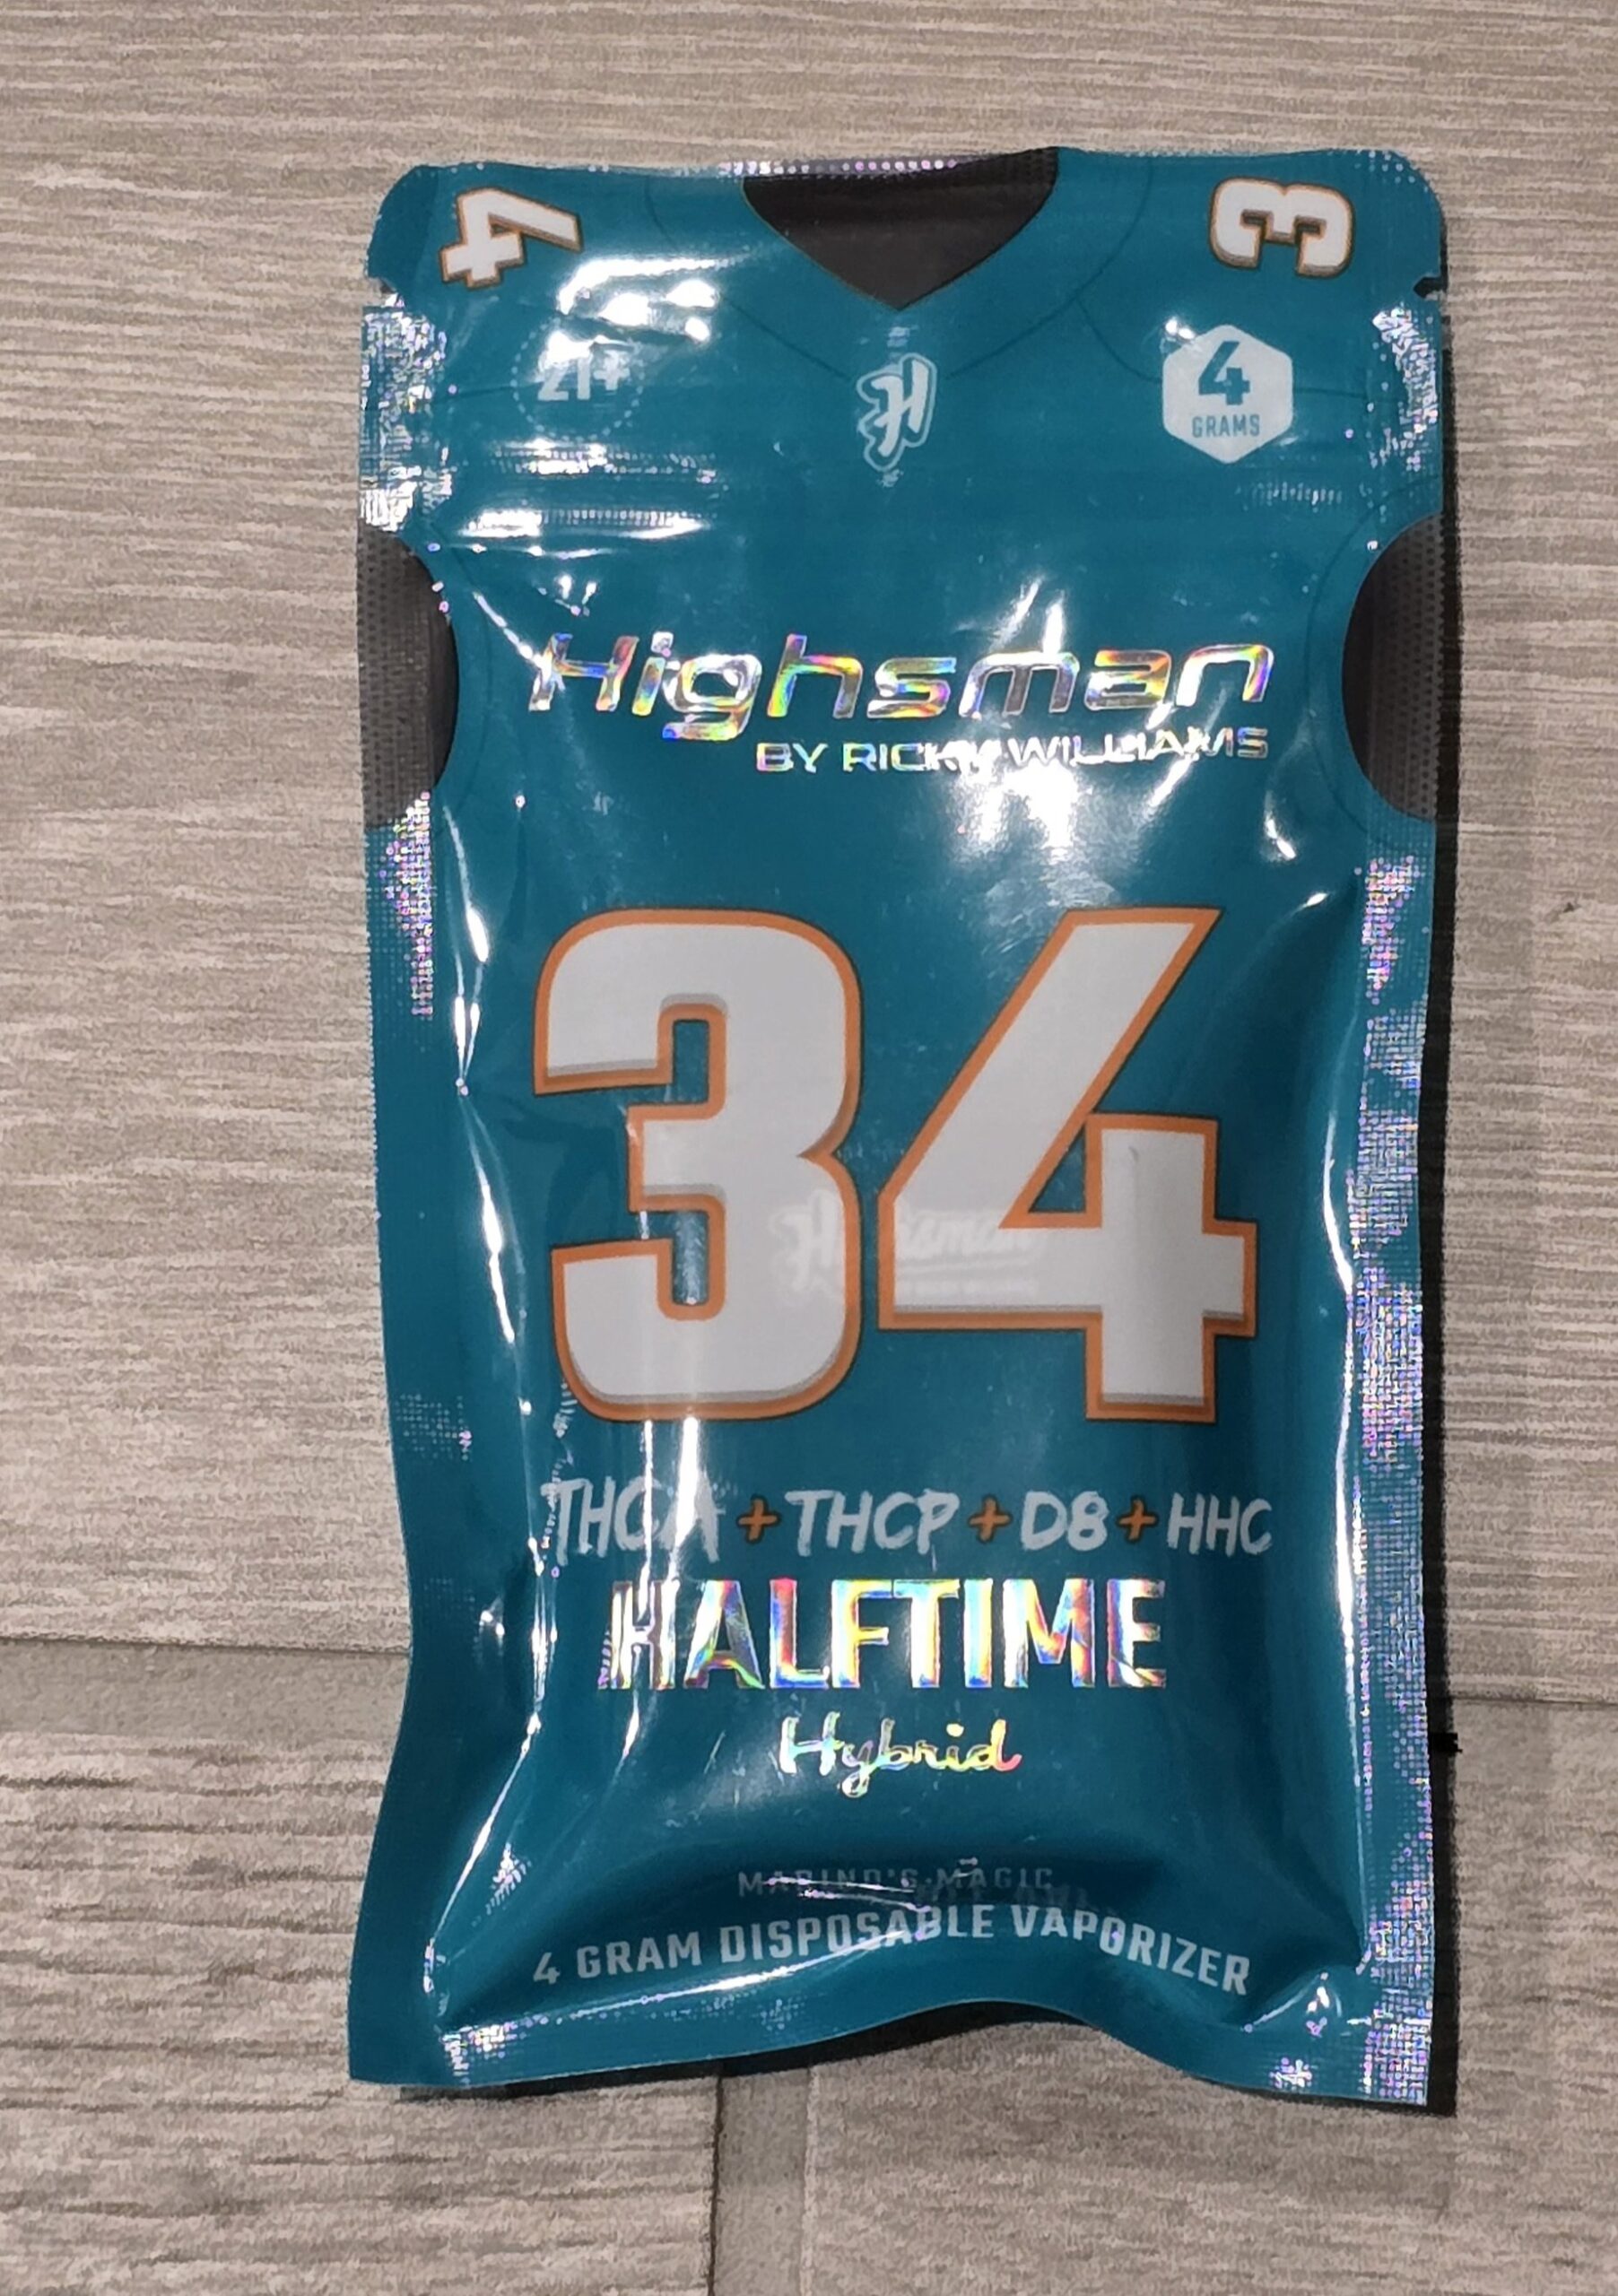 4
3
21+
4
GRAMS
H
Highsman
BY RICKY WILLIAMS
34
THCA + THCP + D8 + HHC
HALFTIME
Hybrid
MARINO'S MAGIC
4 GRAM DISPOSABLE VAPORIZER